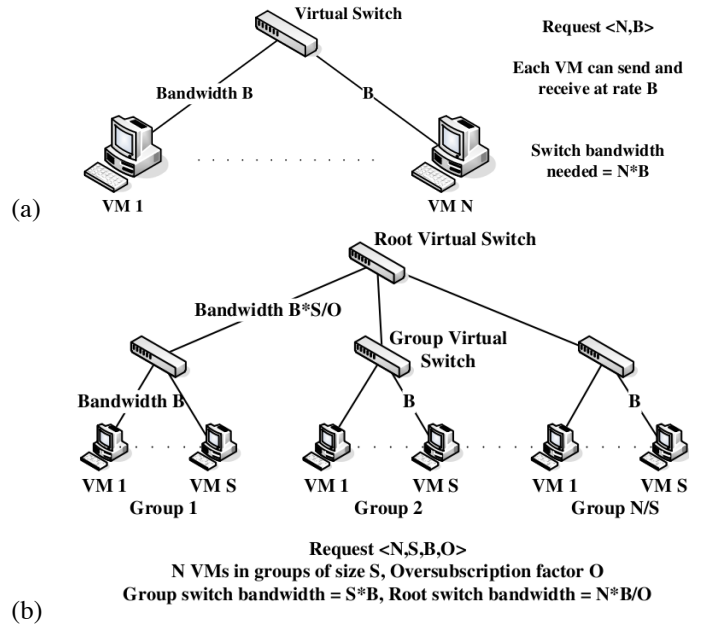 Virtual Switch
Request <N,B>
Each VM can send and
receive at rate B
Bandwidth B
B
Switch bandwidth
needed = N*B
VM 1
VM N
(a)
Root Virtual Switch
Bandwidth B*S/O
Group Virtual
Switch
Bandwidth B
B
B
VM 1
VM S
VM 1
VM S
VM 1
VM S
Group 1
Group 2
Group N/S
Request <N,S,B,O>
N VMs in groups of size S, Oversubscription factor O
Group switch bandwidth = S*B, Root switch bandwidth = N*B/O
(b)